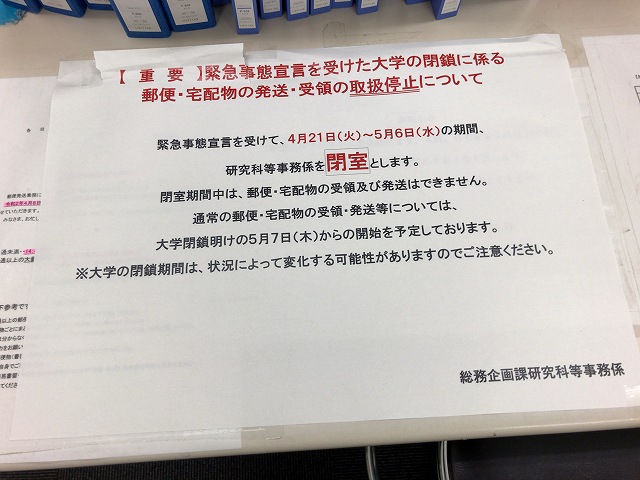 【 重 要 】緊急事態宣言を受けた大学の閉鎖に係る
郵便・宅配物の発送・受領の取扱停止について
緊急事態宣言を受けて、4月21日(火)~5月6日(水)の期間、
研究科等事務係を閉室とします。
閉室期間中は、郵便・宅配物の受領及び発送はできません。
通常の郵便・宅配物の受領・発送等については、
大学閉鎖明けの5月7日(木)からの開始を予定しております。
※大学の閉鎖期間は、状況によって変化する可能性がありますのでご注意ください。
総務企画課研究科等事務係